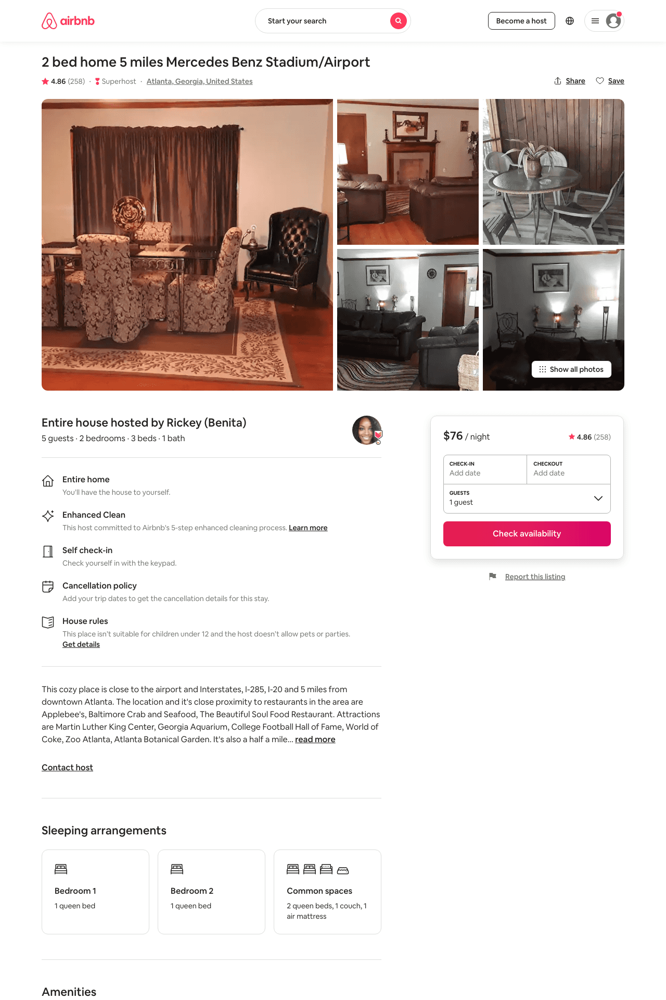 airbnb
Start your search
Become a host
2 bed home 5 miles Mercedes Benz Stadium/Airport
4.86 (258) · Superhost · Atlanta, Georgia, United States
Share
Save
Show all photos
Entire house hosted by Rickey (Benita)
5 guests · 2 bedrooms · 3 beds · 1 bath
Entire home
You’ll have the house to yourself.
Enhanced Clean
This host committed to Airbnb's 5-step enhanced cleaning process. Learn more
Self check-in
Check yourself in with the keypad.
Cancellation policy
Add your trip dates to get the cancellation details for this stay.
House rules
This place isn’t suitable for children under 12 and the host doesn’t allow pets or parties.
Get details
$76 / night
4.86 (258)
CHECK-IN
Add date
CHECKOUT
Add date
GUESTS
1 guest
Check availability
Report this listing
This cozy place is close to the airport and Interstates, I-285, I-20 and 5 miles from
downtown Atlanta. The location and it's close proximity to restaurants in the area are
Applebee's, Baltimore Crab and Seafood, The Beautiful Soul Food Restaurant. Attractions
are Martin Luther King Center, Georgia Aquarium, College Football Hall of Fame, World of
Coke, Zoo Atlanta, Atlanta Botanical Garden. It's also a half a mile... read more
Contact host
Sleeping arrangements
Bedroom 1
1 queen bed
Bedroom 2
1 queen bed
Common spaces
2 queen beds, 1 couch, 1
air mattress
Amenities